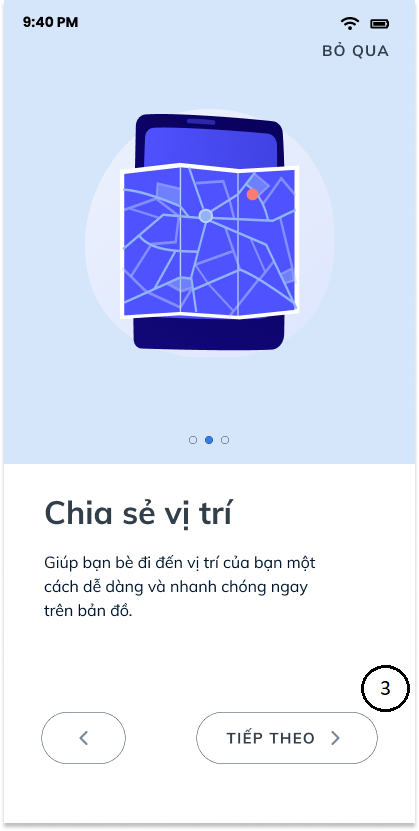 9:40 PM
BỎ QUA
Chia sẻ vị trí
Giúp bạn bè đi đến vị trí của bạn một
cách dễ dàng và nhanh chóng ngay
trên bản đồ.
3
TIẾP THEO